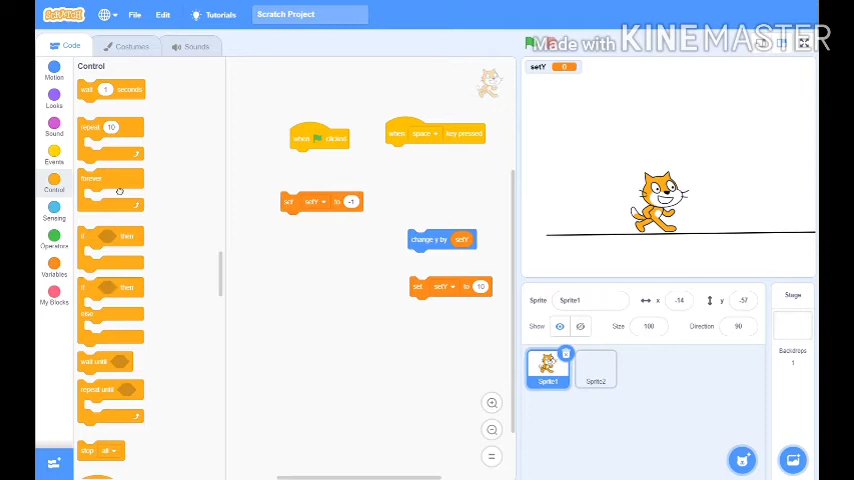 SCRATCH
File
Edit
Tutorials
Scratch Project
Made with KINEMASTER
Code
Costumes
Sounds
Motion
Looks
Sound
Events
Control
Sensing
Operators
Variables
My Blocks
Control
wait 1 seconds
repeat 10
forever
if then
if then
else
wait until
repeat until
stop all
when clicked
when space key pressed
set setY to -1
change y by setY
set setY to 10
setY 0
Sprite Sprite1
x -14
y -57
Show
Size 100
Direction 90
Sprite1
Sprite2
Stage
Backdrops
1